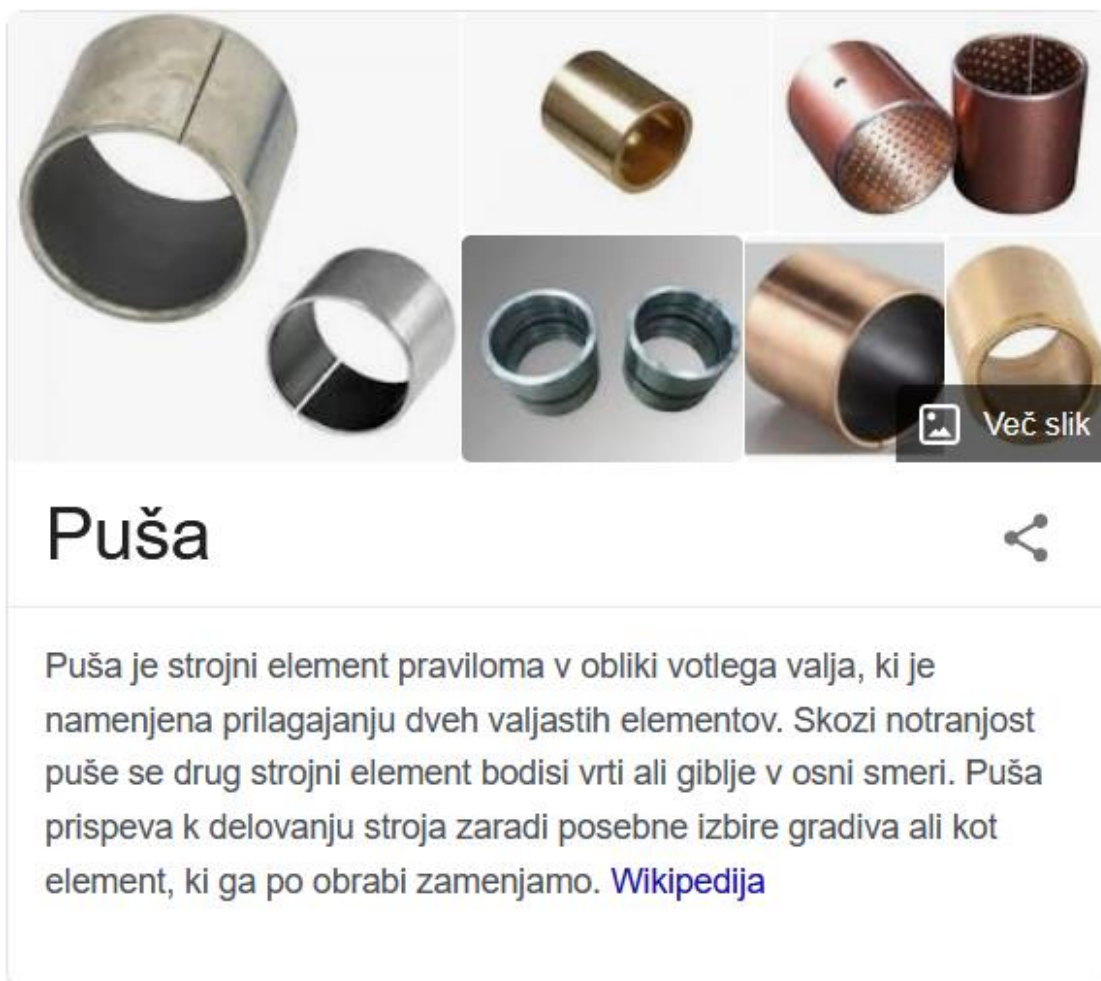 Več slik
Puša
Puša je strojni element praviloma v obliki votlega valja, ki je
namenjena prilagajanju dveh valjastih elementov. Skozi notranjost
puše se drug strojni element bodisi vrti ali giblje v osni smeri. Puša
prispeva k delovanju stroja zaradi posebne izbire gradiva ali kot
element, ki ga po obrabi zamenjamo. Wikipedija